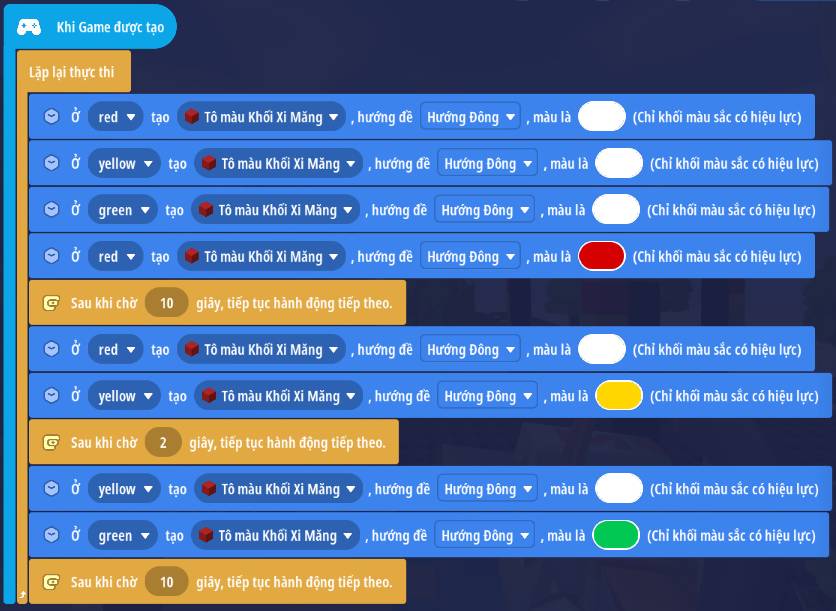 Khi Game được tạo
Lặp lại thực thi
Ở red tạo Tô màu Khối Xi Măng , hướng đề Hướng Đông , màu là (Chỉ khối màu sắc có hiệu lực)
Ở yellow tạo Tô màu Khối Xi Măng , hướng đề Hướng Đông , màu là (Chỉ khối màu sắc có hiệu lực)
Ở green tạo Tô màu Khối Xi Măng , hướng đề Hướng Đông , màu là (Chỉ khối màu sắc có hiệu lực)
Ở red tạo Tô màu Khối Xi Măng , hướng đề Hướng Đông , màu là (Chỉ khối màu sắc có hiệu lực)
Sau khi chờ 10 giây, tiếp tục hành động tiếp theo.
Ở red tạo Tô màu Khối Xi Măng , hướng đề Hướng Đông , màu là (Chỉ khối màu sắc có hiệu lực)
Ở yellow tạo Tô màu Khối Xi Măng , hướng đề Hướng Đông , màu là (Chỉ khối màu sắc có hiệu lực)
Sau khi chờ 2 giây, tiếp tục hành động tiếp theo.
Ở yellow tạo Tô màu Khối Xi Măng , hướng đề Hướng Đông , màu là (Chỉ khối màu sắc có hiệu lực)
Ở green tạo Tô màu Khối Xi Măng , hướng đề Hướng Đông , màu là (Chỉ khối màu sắc có hiệu lực)
Sau khi chờ 10 giây, tiếp tục hành động tiếp theo.